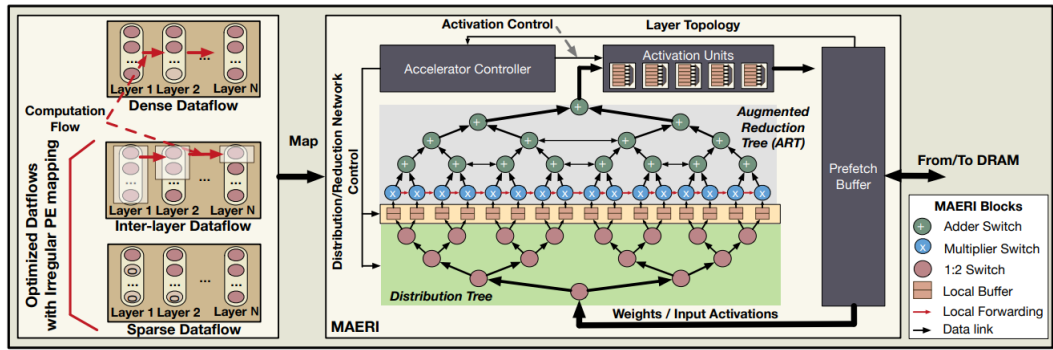 Optimized Datflows
with Irregular PE mapping
Layer 1 Layer 2 ... Layer N
Dense Dataflow
Computation
Flow
Layer 1 Layer 2 ... Layer N
Inter-layer Dataflow
Layer 1 Layer 2 ... Layer N
Sparse Dataflow
Map
Activation Control
Layer Topology
Accelerator Controller
Activation Units
Distribution/Reduction Network
Control
Augmented
Reduction
Tree (ART)
Prefetch
Buffer
From/To DRAM
Distribution Tree
Weights / Input Activations
MAERI
MAERI Blocks
+ Adder Switch
x Multiplier Switch
1:2 Switch
Local Buffer
Local Forwarding
Data link